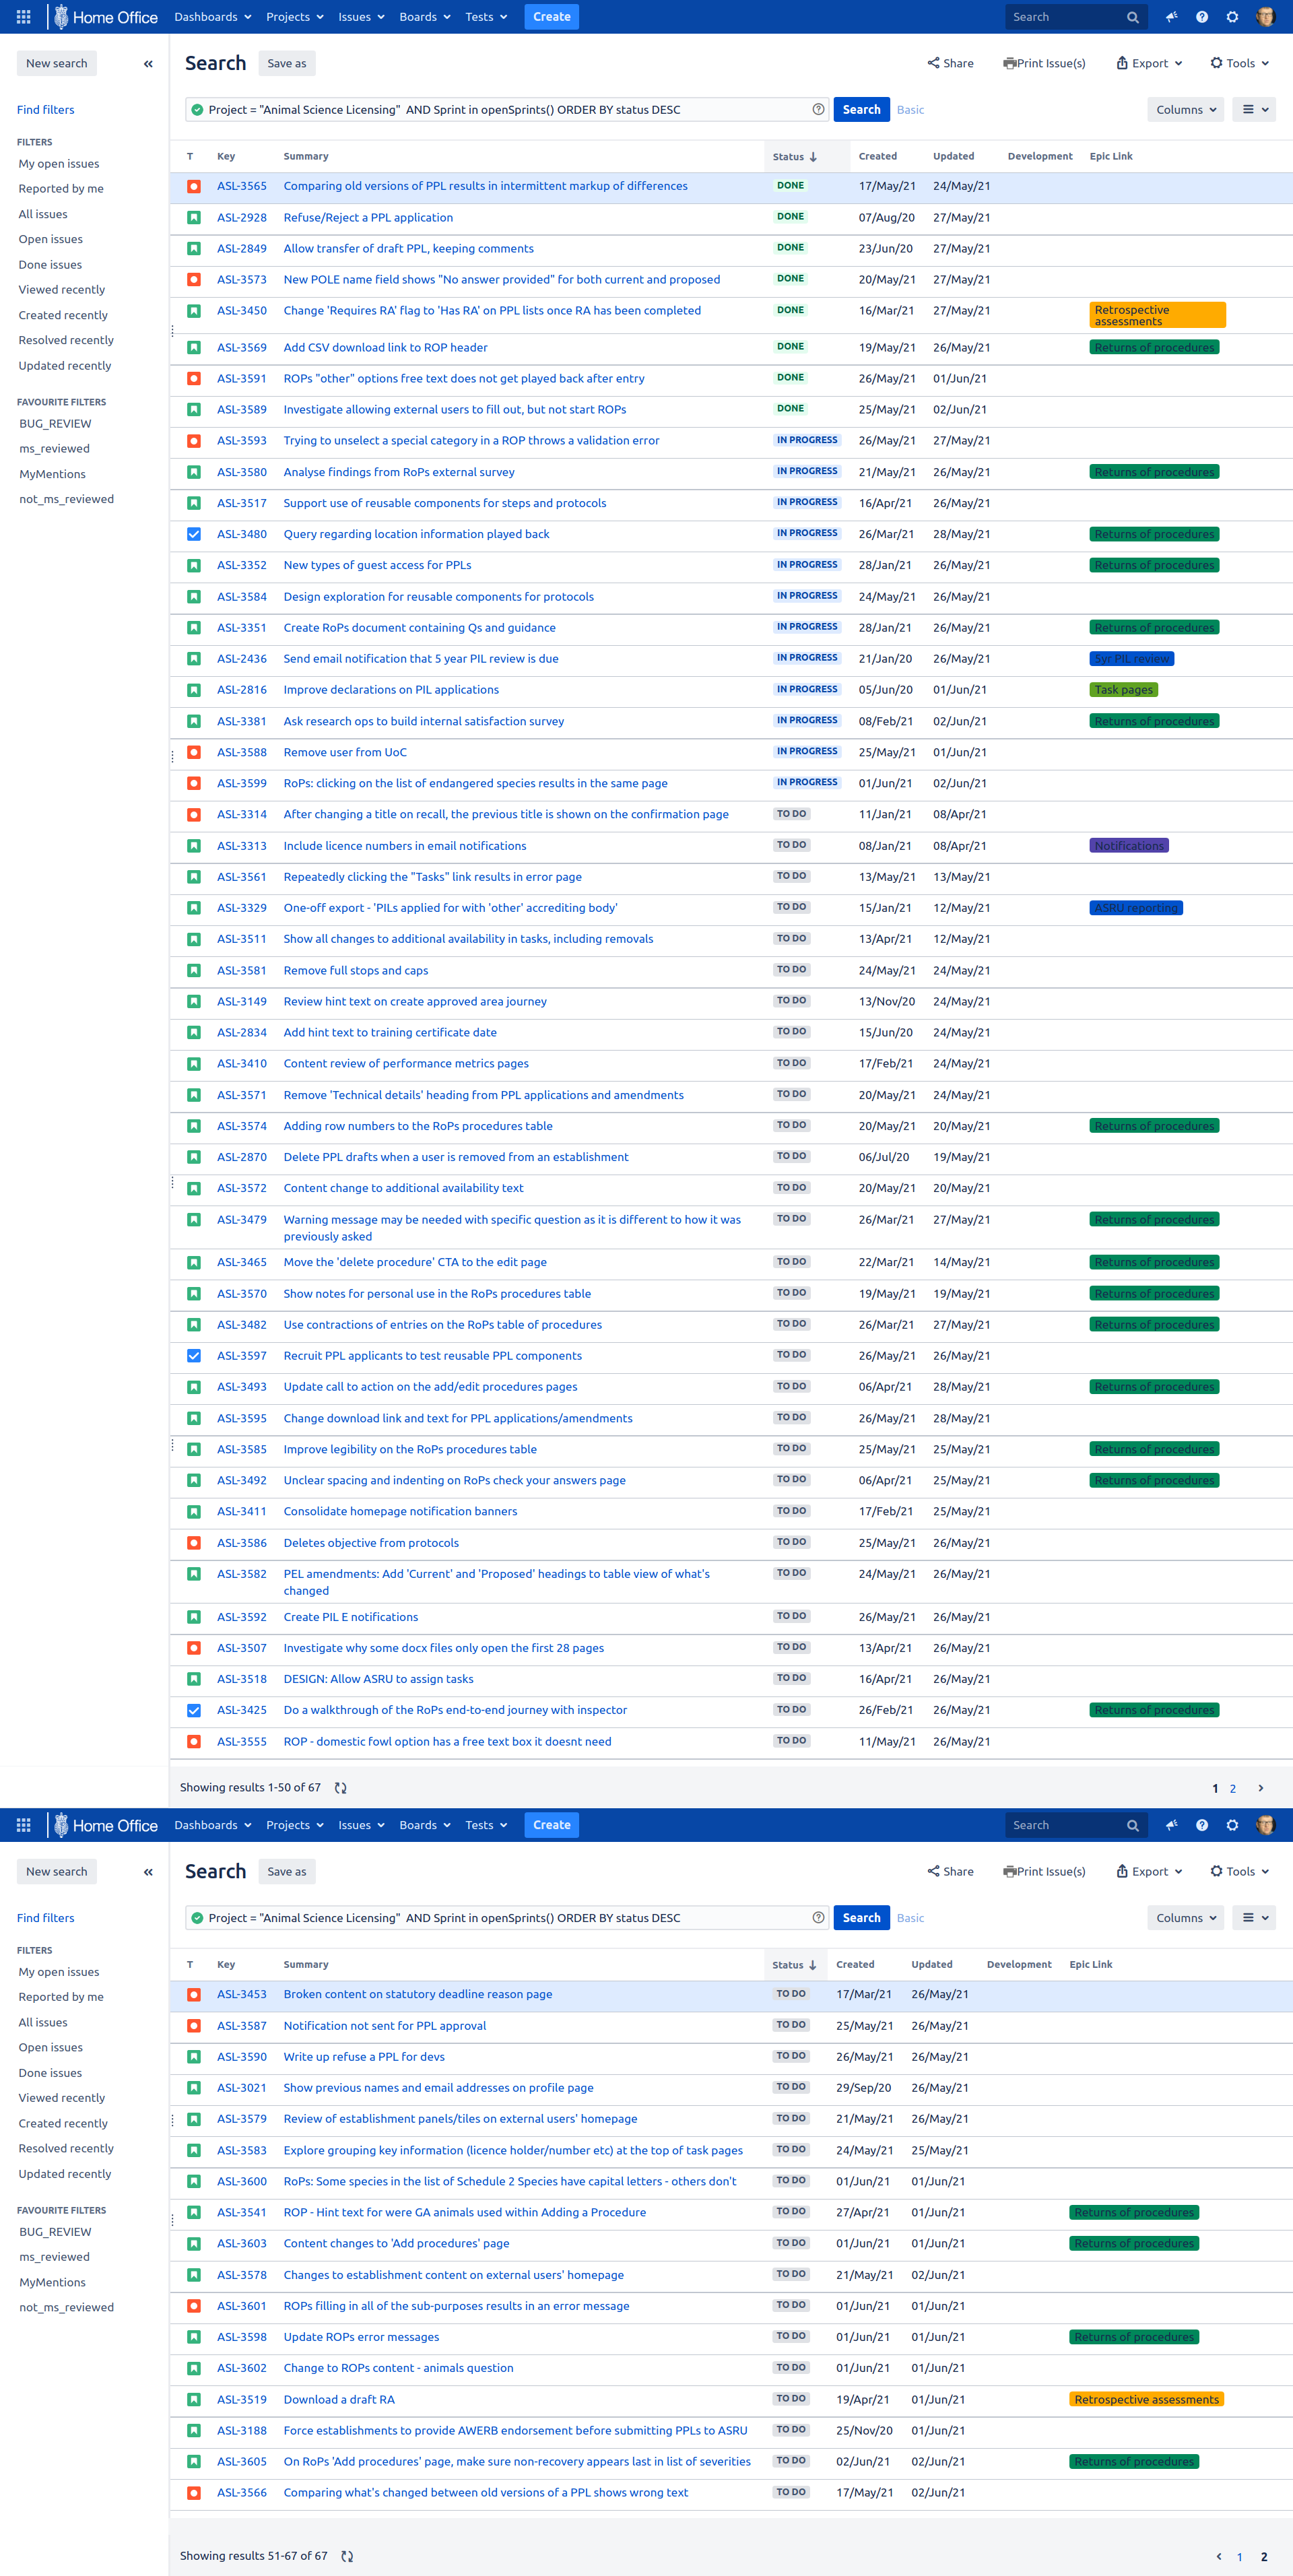 Home Office Dashboards Projects Issues Boards Tests Create Search
New search « Search Save as Share Print Issue(s) Export Tools
Find filters Project = "Animal Science Licensing" AND Sprint in openSprints() ORDER BY status DESC Search Basic Columns
FILTERS
My open issues
Reported by me
All issues
Open issues
Done issues
Viewed recently
Created recently
Resolved recently
Updated recently
FAVOURITE FILTERS
BUG_REVIEW
ms_reviewed
MyMentions
not_ms_reviewed
T Key Summary Status Created Updated Development Epic Link
ASL-3565 Comparing old versions of PPL results in intermittent markup of differences DONE 17/May/21 24/May/21
ASL-2928 Refuse/Reject a PPL application DONE 07/Aug/20 27/May/21
ASL-2849 Allow transfer of draft PPL, keeping comments DONE 23/Jun/20 27/May/21
ASL-3573 New POLE name field shows "No answer provided" for both current and proposed DONE 20/May/21 27/May/21
ASL-3450 Change 'Requires RA' flag to 'Has RA' on PPL lists once RA has been completed DONE 16/Mar/21 27/May/21 Retrospective
assessments
ASL-3569 Add CSV download link to ROP header DONE 19/May/21 26/May/21 Returns of procedures
ASL-3591 ROPs "other" options free text does not get played back after entry DONE 26/May/21 01/Jun/21
ASL-3589 Investigate allowing external users to fill out, but not start ROPs DONE 25/May/21 02/Jun/21
ASL-3593 Trying to unselect a special category in a ROP throws a validation error IN PROGRESS 26/May/21 27/May/21
ASL-3580 Analyse findings from RoPs external survey IN PROGRESS 21/May/21 26/May/21 Returns of procedures
ASL-3517 Support use of reusable components for steps and protocols IN PROGRESS 16/Apr/21 26/May/21
ASL-3480 Query regarding location information played back IN PROGRESS 26/Mar/21 28/May/21 Returns of procedures
ASL-3352 New types of guest access for PPLs IN PROGRESS 28/Jan/21 26/May/21 Returns of procedures
ASL-3584 Design exploration for reusable components for protocols IN PROGRESS 24/May/21 26/May/21
ASL-3351 Create RoPs document containing Qs and guidance IN PROGRESS 28/Jan/21 26/May/21 Returns of procedures
ASL-2436 Send email notification that 5 year PIL review is due IN PROGRESS 21/Jan/20 26/May/21 5yr PIL review
ASL-2816 Improve declarations on PIL applications IN PROGRESS 05/Jun/20 01/Jun/21 Task pages
ASL-3381 Ask research ops to build internal satisfaction survey IN PROGRESS 08/Feb/21 02/Jun/21 Returns of procedures
ASL-3588 Remove user from UoC IN PROGRESS 25/May/21 01/Jun/21
ASL-3599 RoPs: clicking on the list of endangered species results in the same page IN PROGRESS 01/Jun/21 02/Jun/21
ASL-3314 After changing a title on recall, the previous title is shown on the confirmation page TO DO 11/Jan/21 08/Apr/21
ASL-3313 Include licence numbers in email notifications TO DO 08/Jan/21 08/Apr/21 Notifications
ASL-3561 Repeatedly clicking the "Tasks" link results in error page TO DO 13/May/21 13/May/21
ASL-3329 One-off export - 'PILs applied for with 'other' accrediting body' TO DO 15/Jan/21 12/May/21 ASRU reporting
ASL-3511 Show all changes to additional availability in tasks, including removals TO DO 13/Apr/21 12/May/21
ASL-3581 Remove full stops and caps TO DO 24/May/21 24/May/21
ASL-3149 Review hint text on create approved area journey TO DO 13/Nov/20 24/May/21
ASL-2834 Add hint text to training certificate date TO DO 15/Jun/20 24/May/21
ASL-3410 Content review of performance metrics pages TO DO 17/Feb/21 24/May/21
ASL-3571 Remove 'Technical details' heading from PPL applications and amendments TO DO 20/May/21 24/May/21
ASL-3574 Adding row numbers to the RoPs procedures table TO DO 20/May/21 20/May/21 Returns of procedures
ASL-2870 Delete PPL drafts when a user is removed from an establishment TO DO 06/Jul/20 19/May/21
ASL-3572 Content change to additional availability text TO DO 20/May/21 20/May/21
ASL-3479 Warning message may be needed with specific question as it is different to how it was TO DO 26/Mar/21 27/May/21 Returns of procedures
previously asked
ASL-3465 Move the 'delete procedure' CTA to the edit page TO DO 22/Mar/21 14/May/21 Returns of procedures
ASL-3570 Show notes for personal use in the RoPs procedures table TO DO 19/May/21 19/May/21 Returns of procedures
ASL-3482 Use contractions of entries on the RoPs table of procedures TO DO 26/Mar/21 27/May/21 Returns of procedures
ASL-3597 Recruit PPL applicants to test reusable PPL components TO DO 26/May/21 26/May/21
ASL-3493 Update call to action on the add/edit procedures pages TO DO 06/Apr/21 28/May/21 Returns of procedures
ASL-3595 Change download link and text for PPL applications/amendments TO DO 26/May/21 28/May/21
ASL-3585 Improve legibility on the RoPs procedures table TO DO 25/May/21 25/May/21 Returns of procedures
ASL-3492 Unclear spacing and indenting on RoPs check your answers page TO DO 06/Apr/21 25/May/21 Returns of procedures
ASL-3411 Consolidate homepage notification banners TO DO 17/Feb/21 25/May/21
ASL-3586 Deletes objective from protocols TO DO 25/May/21 26/May/21
ASL-3582 PEL amendments: Add 'Current' and 'Proposed' headings to table view of what's TO DO 24/May/21 26/May/21
changed
ASL-3592 Create PIL E notifications TO DO 26/May/21 26/May/21
ASL-3507 Investigate why some docx files only open the first 28 pages TO DO 13/Apr/21 26/May/21
ASL-3518 DESIGN: Allow ASRU to assign tasks TO DO 16/Apr/21 26/May/21
ASL-3425 Do a walkthrough of the RoPs end-to-end journey with inspector TO DO 26/Feb/21 26/May/21 Returns of procedures
ASL-3555 ROP - domestic fowl option has a free text box it doesnt need TO DO 11/May/21 26/May/21
Showing results 1-50 of 67 1 2 >
Home Office Dashboards Projects Issues Boards Tests Create Search
New search « Search Save as Share Print Issue(s) Export Tools
Find filters Project = "Animal Science Licensing" AND Sprint in openSprints() ORDER BY status DESC Search Basic Columns
FILTERS
My open issues
Reported by me
All issues
Open issues
Done issues
Viewed recently
Created recently
Resolved recently
Updated recently
FAVOURITE FILTERS
BUG_REVIEW
ms_reviewed
MyMentions
not_ms_reviewed
T Key Summary Status Created Updated Development Epic Link
ASL-3453 Broken content on statutory deadline reason page TO DO 17/Mar/21 26/May/21
ASL-3587 Notification not sent for PPL approval TO DO 25/May/21 26/May/21
ASL-3590 Write up refuse a PPL for devs TO DO 26/May/21 26/May/21
ASL-3021 Show previous names and email addresses on profile page TO DO 29/Sep/20 26/May/21
ASL-3579 Review of establishment panels/tiles on external users' homepage TO DO 21/May/21 26/May/21
ASL-3583 Explore grouping key information (licence holder/number etc) at the top of task pages TO DO 24/May/21 25/May/21
ASL-3600 RoPs: Some species in the list of Schedule 2 Species have capital letters - others don't TO DO 01/Jun/21 01/Jun/21
ASL-3541 ROP - Hint text for were GA animals used within Adding a Procedure TO DO 27/Apr/21 01/Jun/21 Returns of procedures
ASL-3603 Content changes to 'Add procedures' page TO DO 01/Jun/21 01/Jun/21 Returns of procedures
ASL-3578 Changes to establishment content on external users' homepage TO DO 21/May/21 02/Jun/21
ASL-3601 ROPs filling in all of the sub-purposes results in an error message TO DO 01/Jun/21 01/Jun/21
ASL-3598 Update ROPs error messages TO DO 01/Jun/21 01/Jun/21 Returns of procedures
ASL-3602 Change to ROPs content - animals question TO DO 01/Jun/21 01/Jun/21
ASL-3519 Download a draft RA TO DO 19/Apr/21 01/Jun/21 Retrospective assessments
ASL-3188 Force establishments to provide AWERB endorsement before submitting PPLs to ASRU TO DO 25/Nov/20 01/Jun/21
ASL-3605 On RoPs 'Add procedures' page, make sure non-recovery appears last in list of severities TO DO 02/Jun/21 02/Jun/21 Returns of procedures
ASL-3566 Comparing what's changed between old versions of a PPL shows wrong text TO DO 17/May/21 02/Jun/21
Showing results 51-67 of 67 < 1 2